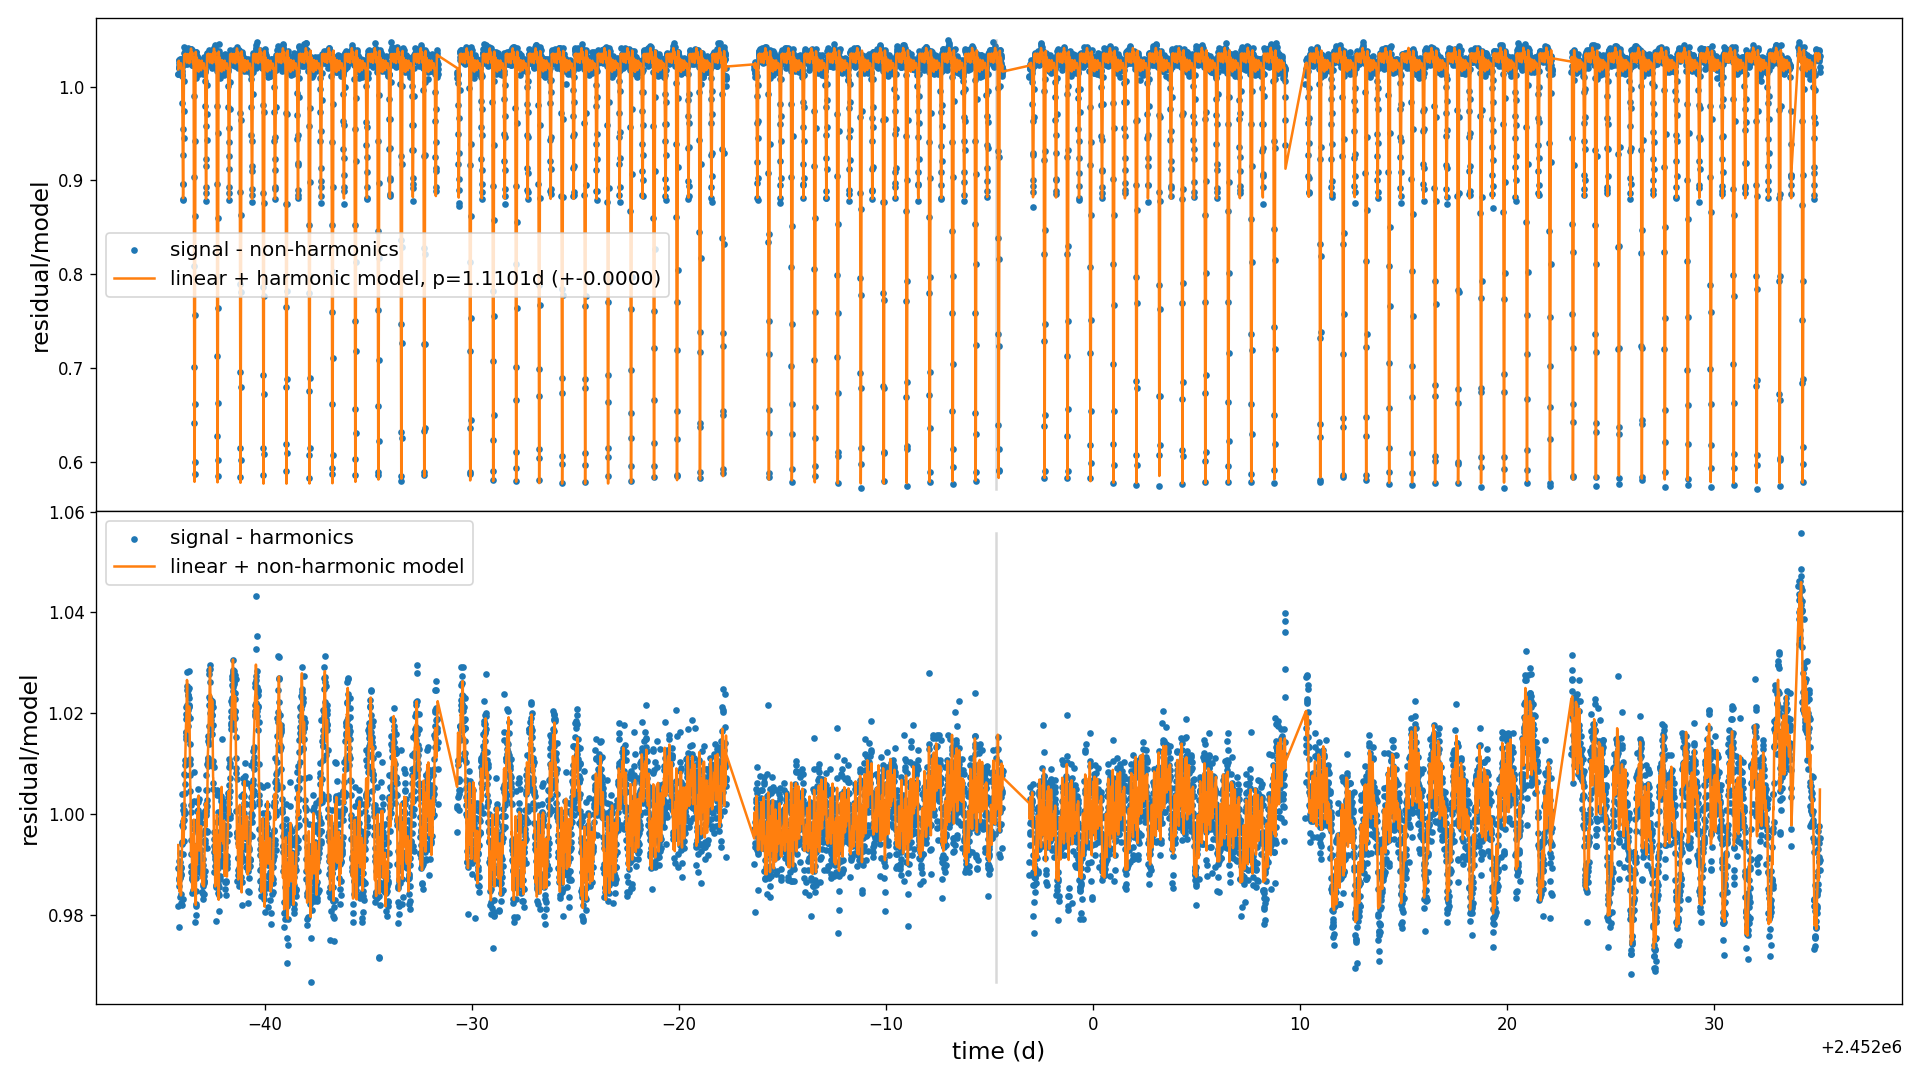 1.0
0.9
0.8
0.7
0.6
residual/model
signal - non-harmonics
linear + harmonic model, p=1.1101d (+-0.0000)
1.06
1.04
1.02
1.00
0.98
residual/model
signal - harmonics
linear + non-harmonic model
−40 −30 −20 −10 0 10 20 30
time (d)
+2.452e6